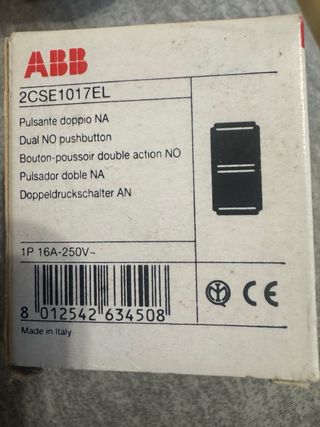 ABB
2CSE1017EL
Pulsante doppio NA
Dual NO pushbutton
Bouton-poussoir double action NO
Pulsador doble NA
Doppeldruckschalter AN
1P 16A-250V~
8 012542 634508
CE
Made in Italy